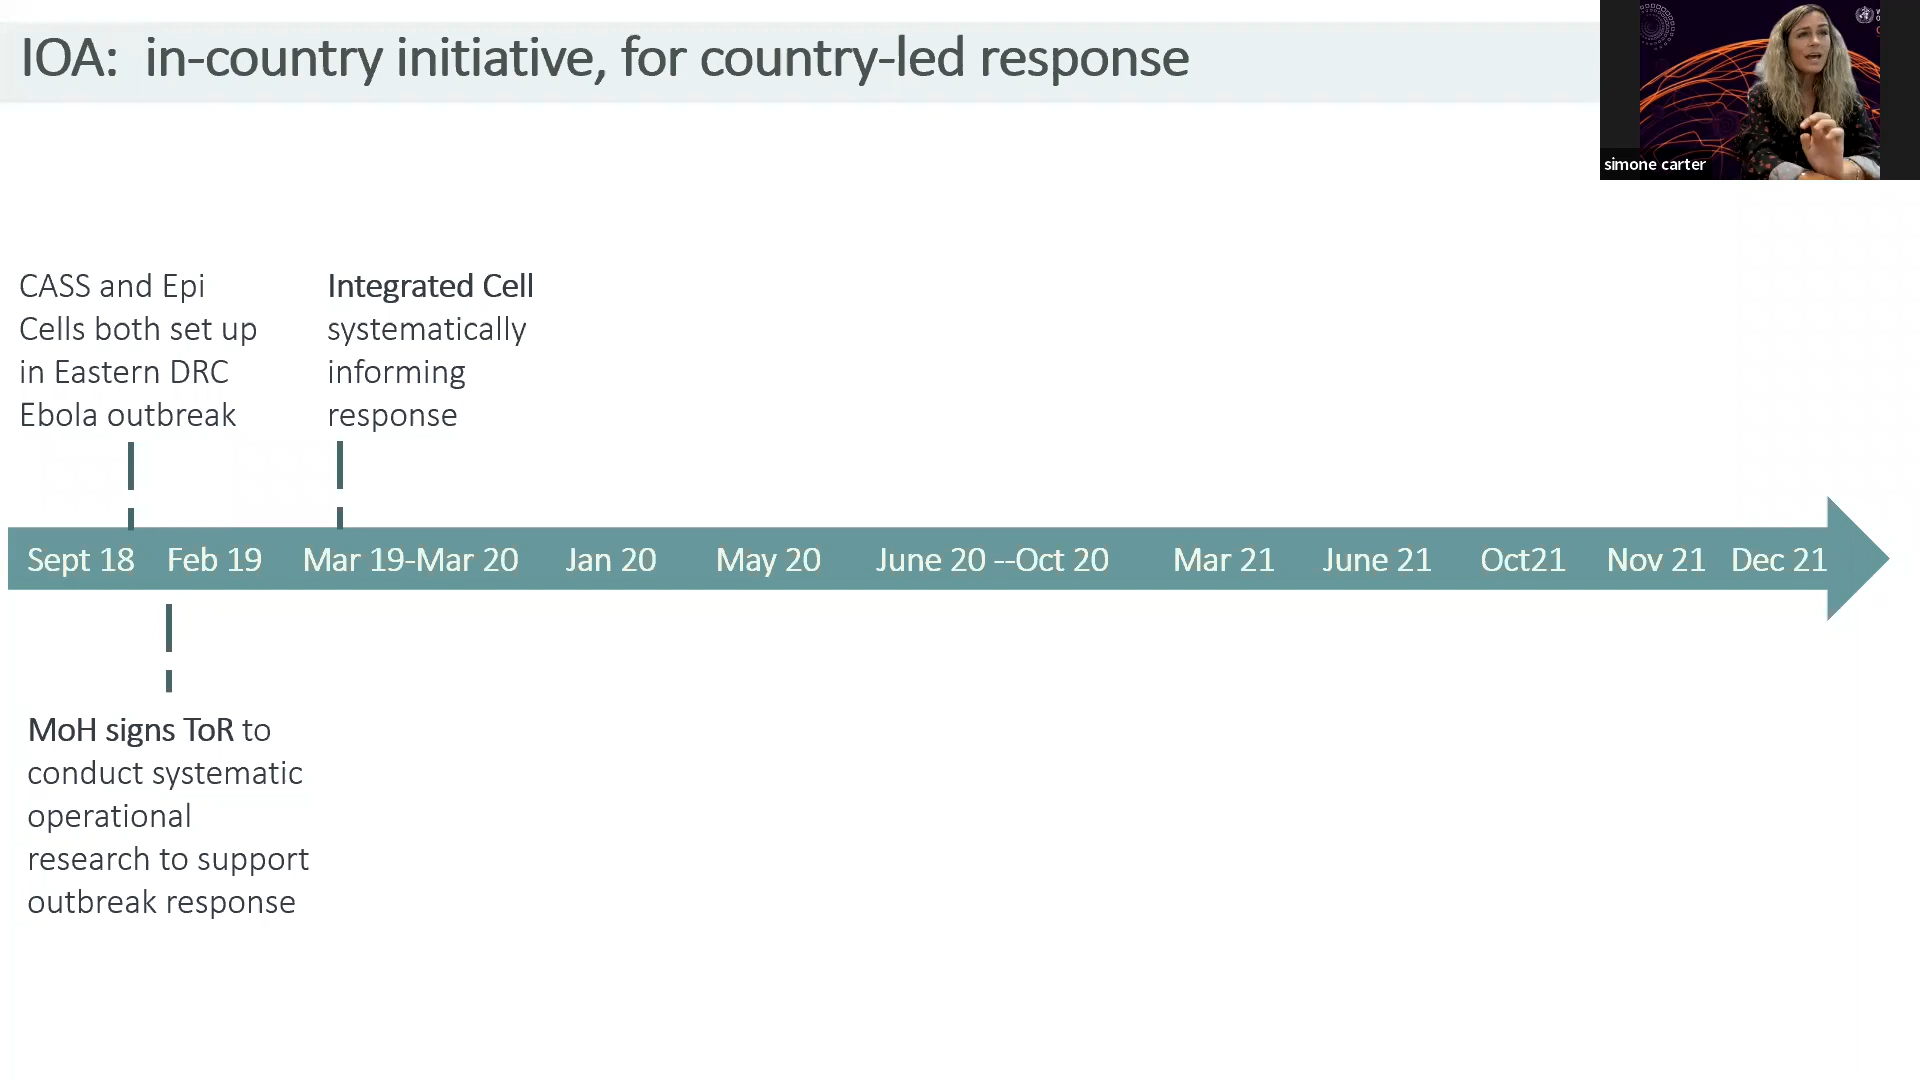 IOA: in-country initiative, for country-led response
simone carter
CASS and Epi
Cells both set up
in Eastern DRC
Ebola outbreak
Integrated Cell
systematically
informing
response
Sept 18 Feb 19 Mar 19-Mar 20 Jan 20 May 20 June 20 --Oct 20 Mar 21 June 21 Oct21 Nov 21 Dec 21
MoH signs ToR to
conduct systematic
operational
research to support
outbreak response